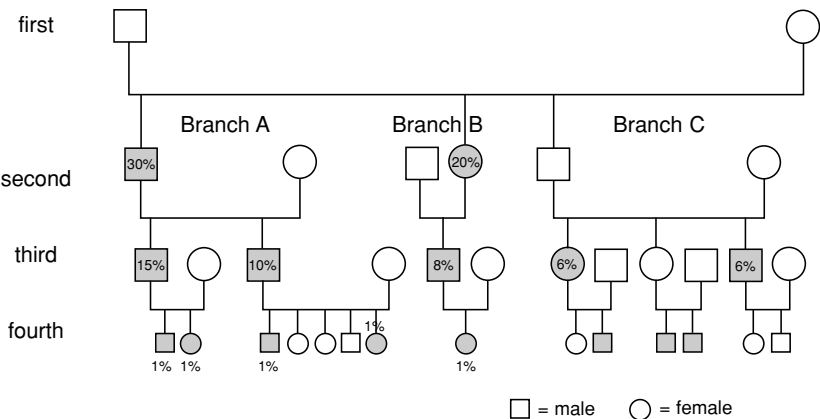 first
Branch A Branch B Branch C
30% 20%
second
third
15% 10% 8% 6% 6%
fourth
1%
1% 1% 1% 1%
= male = female